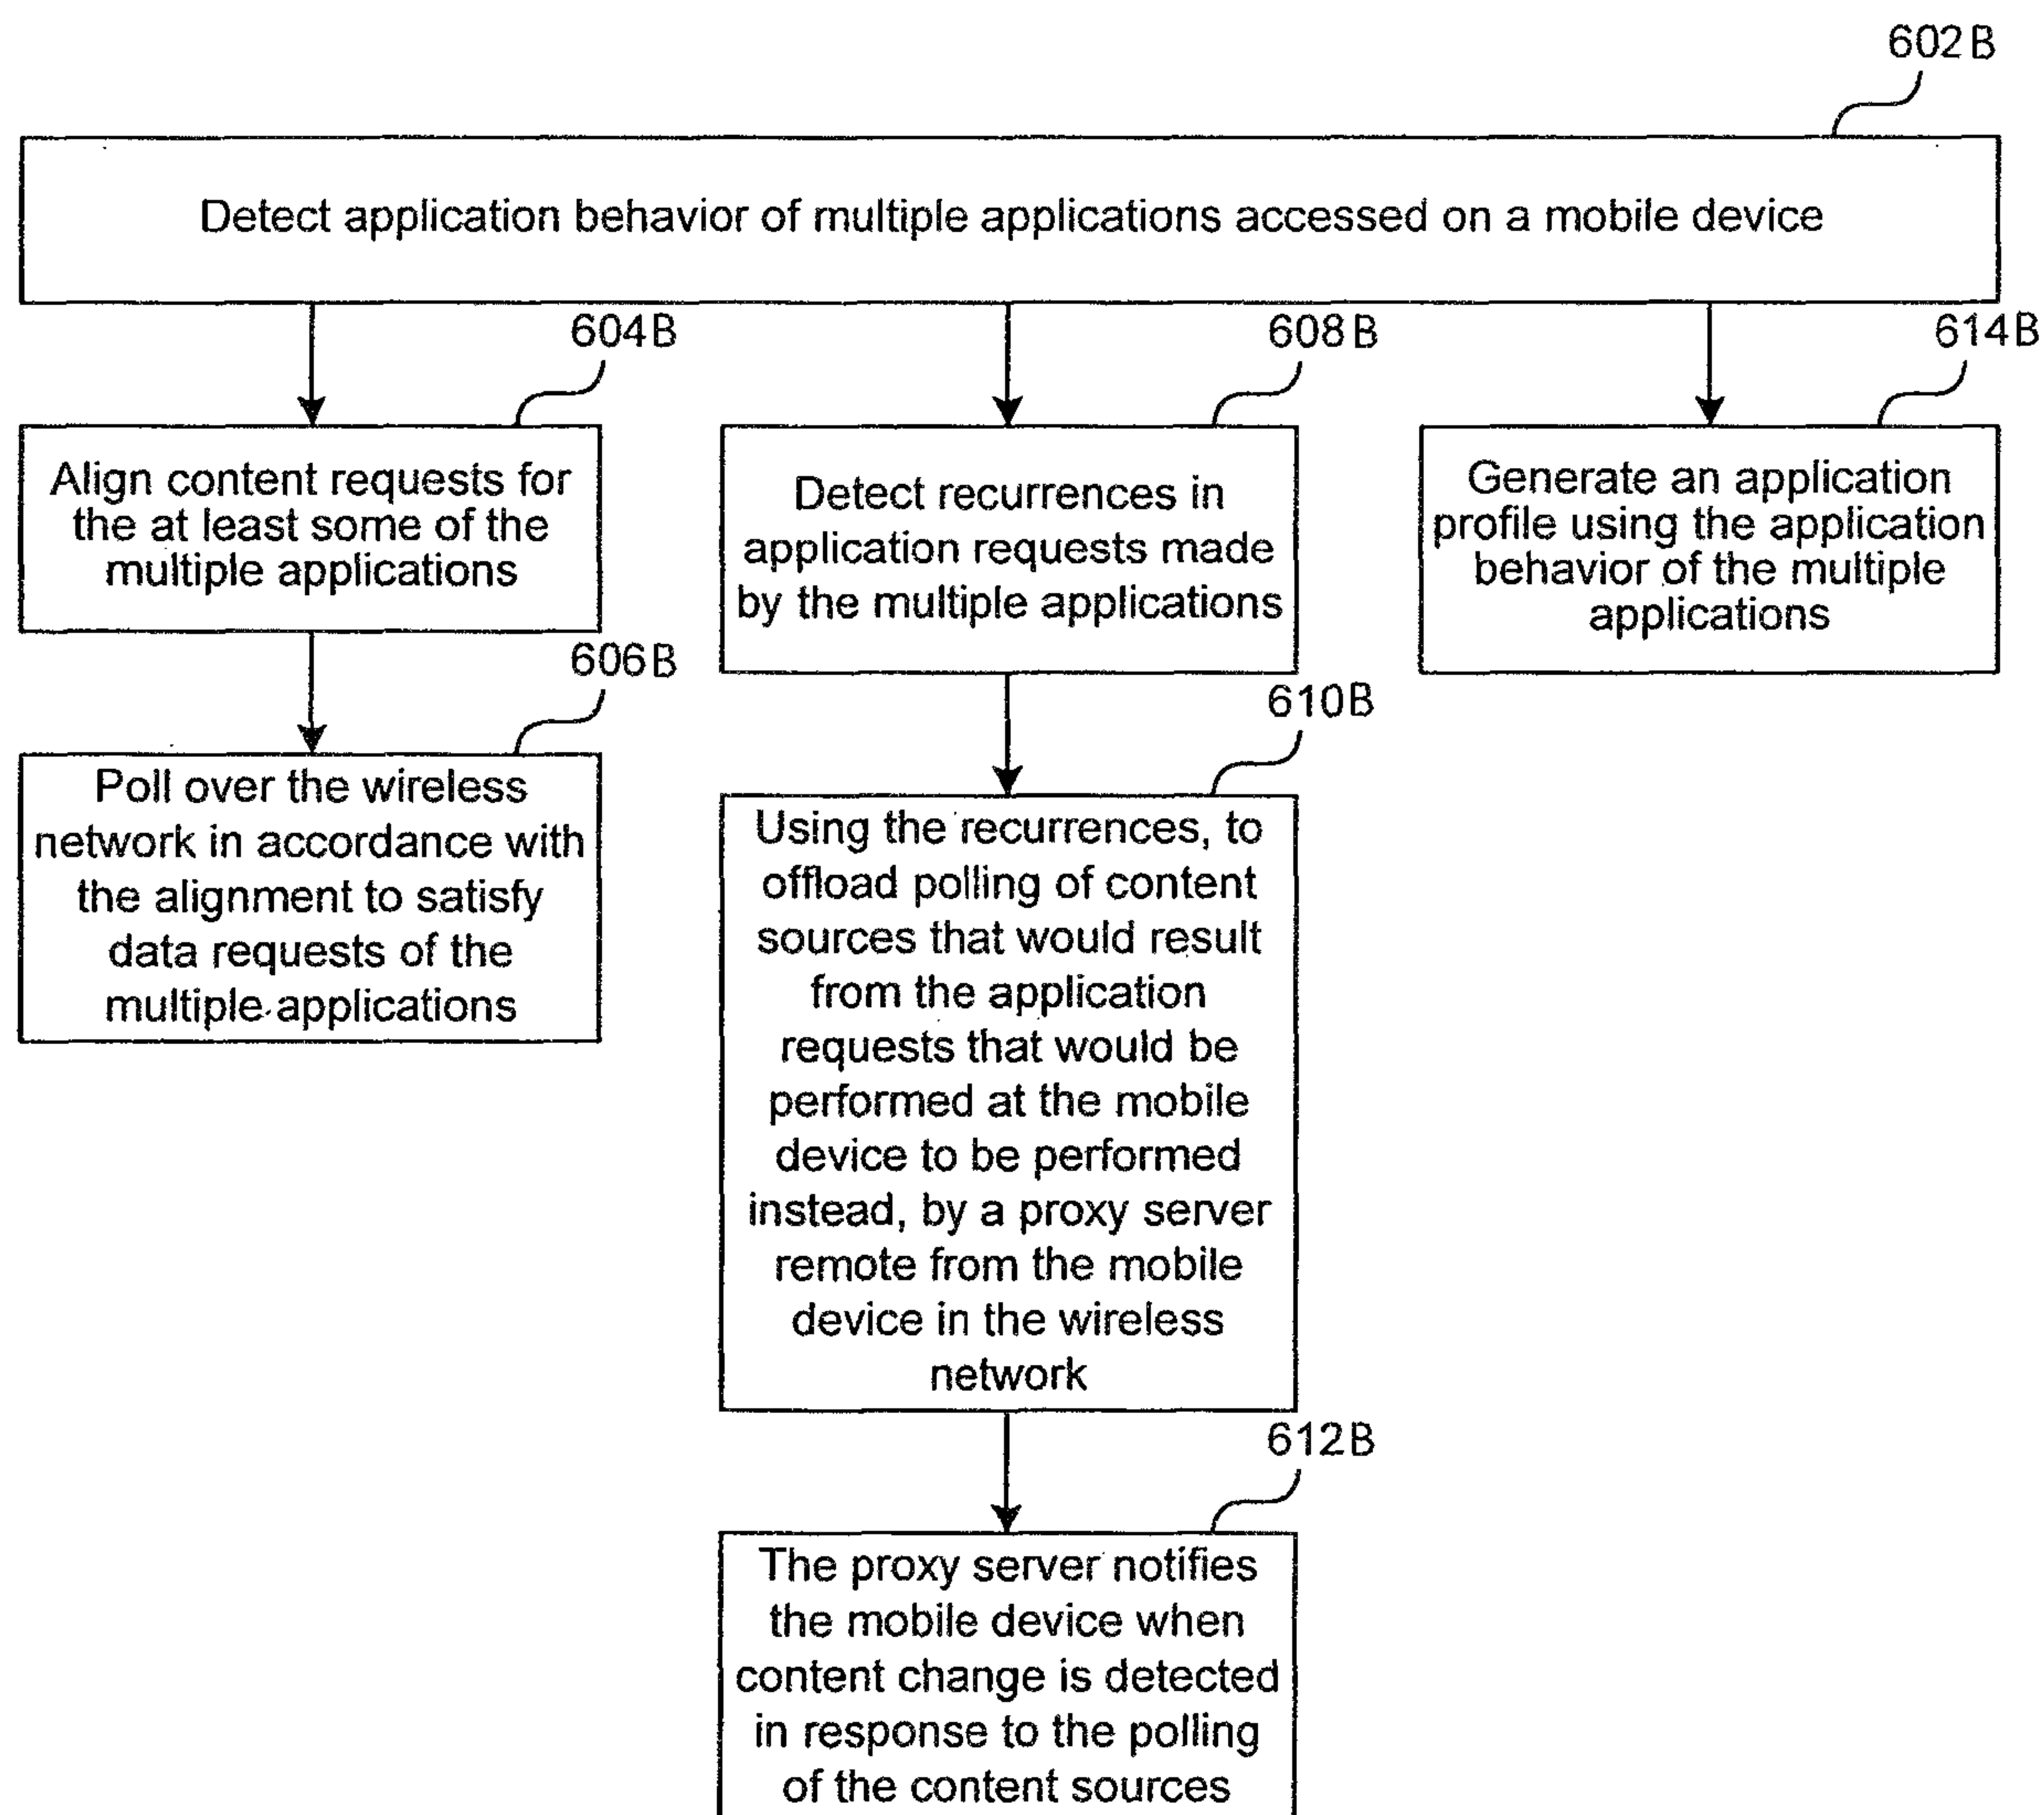 602B
Detect application behavior of multiple applications accessed on a mobile device
604B
608B
614B
Align content requests for
the at least some of the
multiple applications
Detect recurrences in
application requests made
by the multiple applications
Generate an application
profile using the application
behavior of the multiple
applications
606B
610B
Poll over the wireless
network in accordance with
the alignment to satisfy
data requests of the
multiple applications
Using the recurrences, to
offload polling of content
sources that would result
from the application
requests that would be
performed at the mobile
device to be performed
instead, by a proxy server
remote from the mobile
device in the wireless
network
612B
The proxy server notifies
the mobile device when
content change is detected
in response to the polling
of the content sources